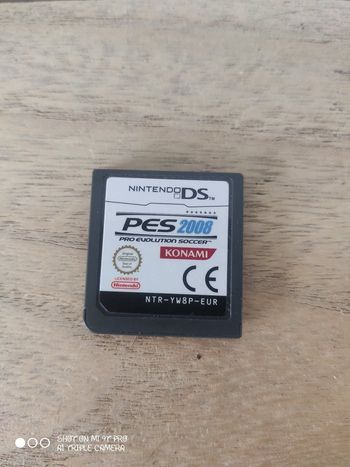 NINTENDO DS™
PES 2008
PRO EVOLUTION SOCCER
KONAMI
LICENSED BY
Nintendo
CE
NTR-YW8P-EUR
SHOT ON MI 9T PRO
AI TRIPLE CAMERA